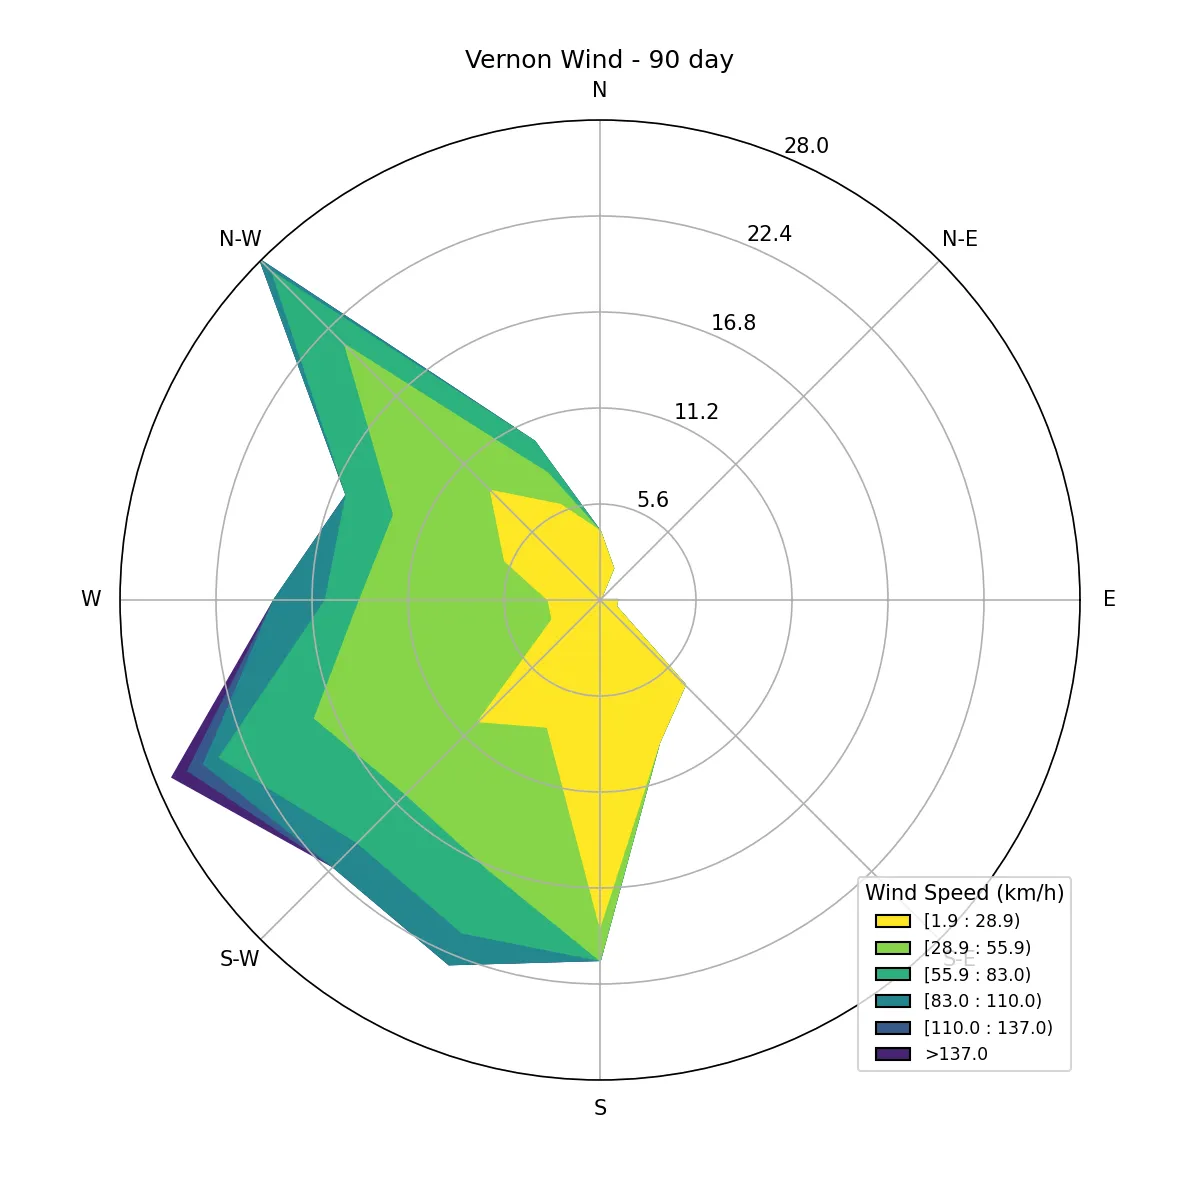 Vernon Wind - 90 day
N
28.0
N-W
22.4
N-E
16.8
11.2
5.6
W
E
Wind Speed (km/h)
[1.9 : 28.9)
[28.9 : 55.9)
S-W
S-E
[55.9 : 83.0)
[83.0 : 110.0)
[110.0 : 137.0)
>137.0
S